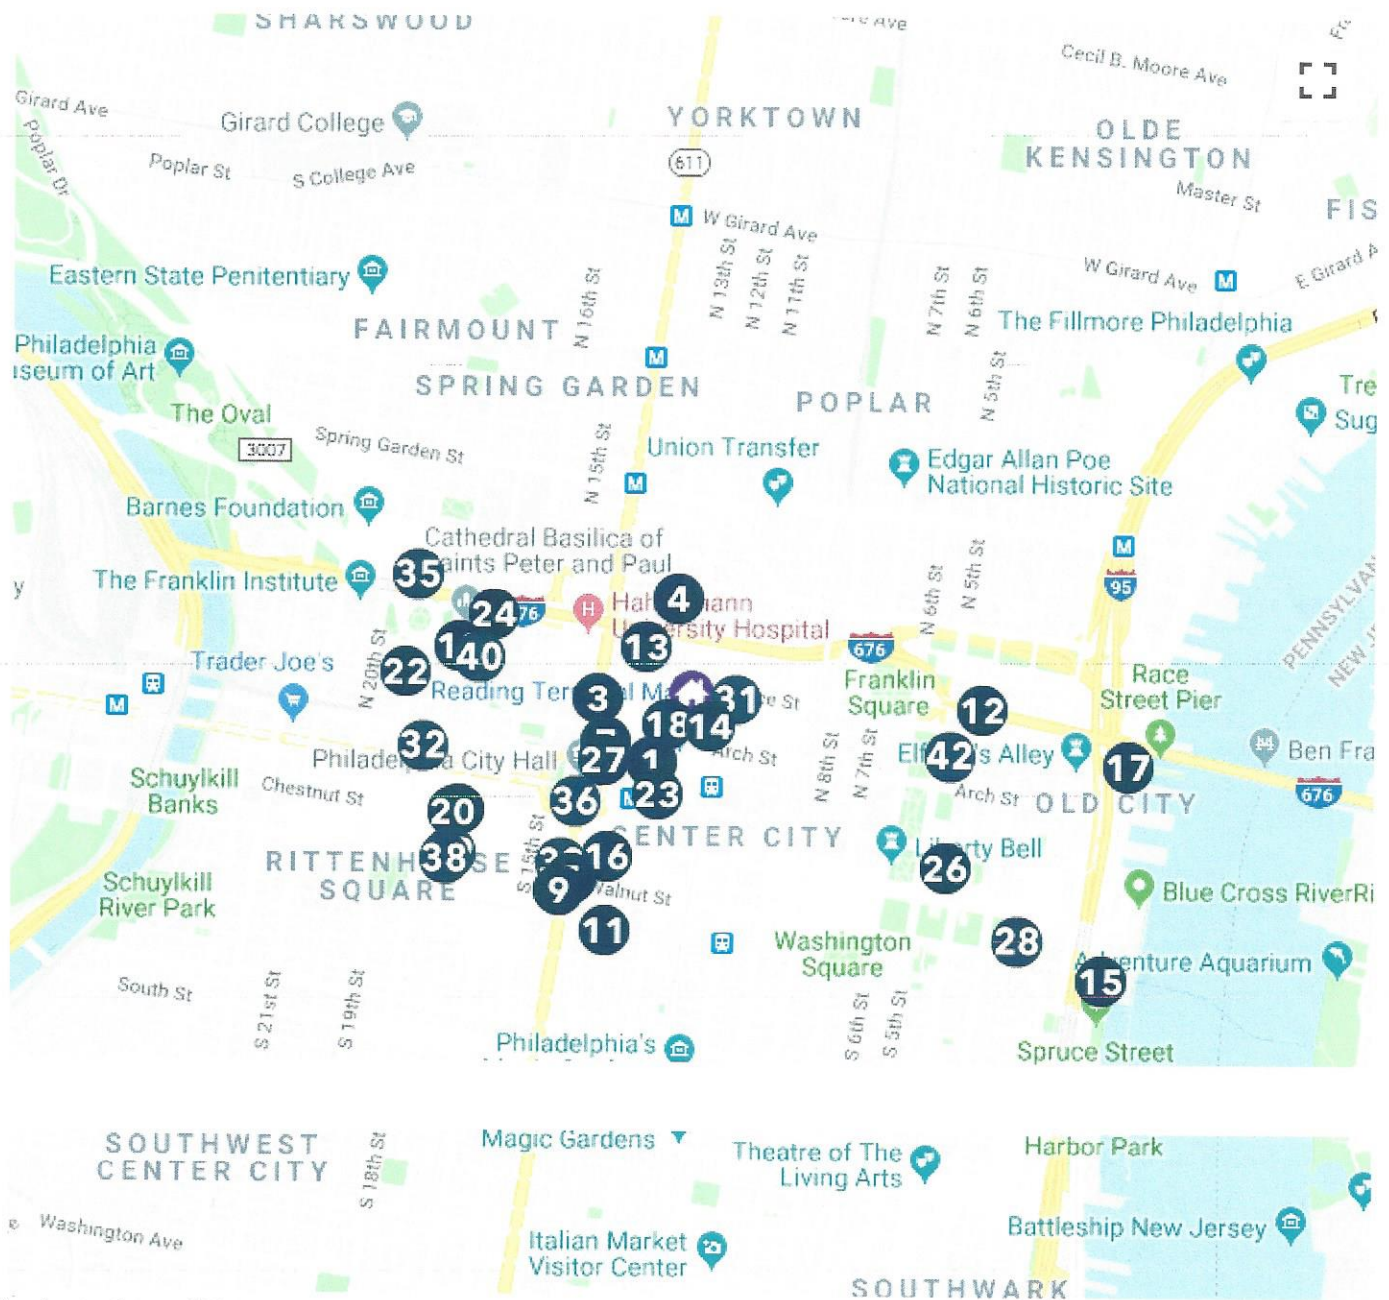 SHARSWOOD
Cecil B. Moore Ave
Girard Ave
Girard College
YORKTOWN
OLDE
KENSINGTON
Poplar Dr
Poplar St
S College Ave
611
Master St
FIS
M
W Girard Ave
Eastern State Penitentiary
N 16th St
N 13th St
N 12th St
N 11th St
N 7th St
N 6th St
W Girard Ave
M
E Girard A
FAIRMOUNT
The Fillmore Philadelphia
Philadelphia
useum of Art
M
SPRING GARDEN
POPLAR
N 5th St
Tre
Sug
The Oval
3007
Spring Garden St
N 15th St
Union Transfer
M
Edgar Allan Poe
National Historic Site
Barnes Foundation
Cathedral Basilica of
aints Peter and Paul
M
The Franklin Institute
35
y
24
76
H
4
University Hospital
N 6th St
N 5th St
95
PENNSYLVAN
NEW JE
13
40
676
22
N 20th St
Trader Joe's
M
3
31
18
14
Franklin
Square
12
Race
Street Pier
32
Philadelphia City Hall
27
1
Arch St
N 8th St
N 7th St
42
's Alley
17
Ben Fra
Schuylkill
Banks
Chestnut St
20
36
23
Arch St
OLD CITY
676
CENTER CITY
RITTENHOUSE
SQUARE
38
S 15th St
16
9
Walnut St
Liberty Bell
26
Schuylkill
River Park
11
Blue Cross RiverRi
Washington
Square
28
Adventure Aquarium
15
South St
S 21st St
S 19th St
S 6th St
S 5th St
Philadelphia's
Spruce Street
SOUTHWEST
CENTER CITY
S 18th St
Magic Gardens
Theatre of The
Living Arts
Harbor Park
Washington Ave
Italian Market
Visitor Center
Battleship New Jersey
SOUTHWARK